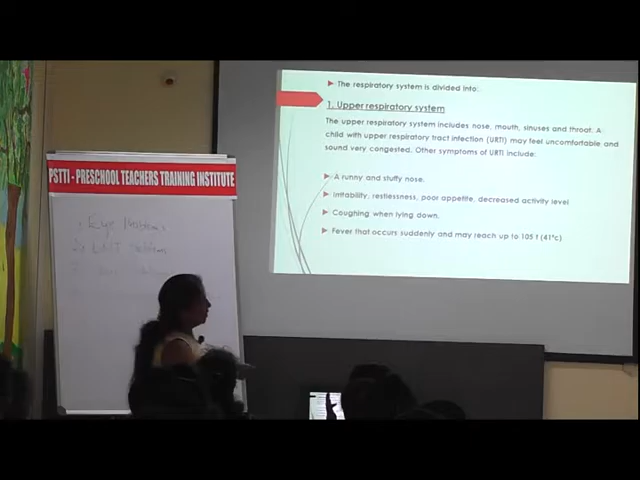 The respiratory system is divided into:
1. Upper respiratory system
The upper respiratory system includes nose, mouth, sinuses and throat. A
child with upper respiratory tract infection (URTI) may feel uncomfortable and
sound very congested. Other symptoms of URTI include:
A runny and stuffy nose.
Irritability, restlessness, poor appetite, decreased activity level
Coughing when lying down.
Fever that occurs suddenly and may reach up to 105 f (41°c)
PSTTI - PRESCHOOL TEACHERS TRAINING INSTITUTE
Eye Problems